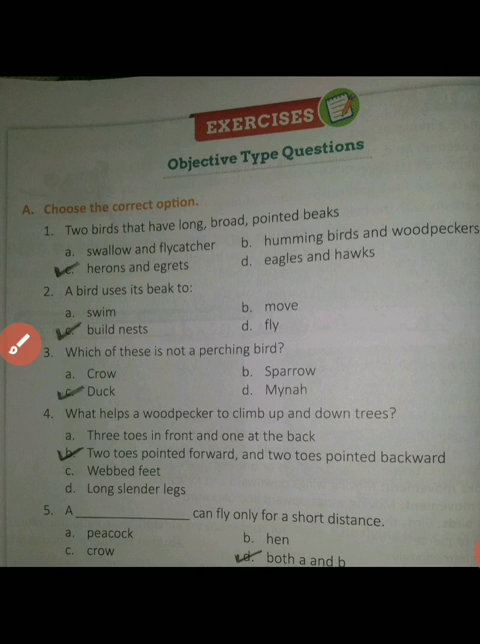 EXERCISES
Objective Type Questions
A. Choose the correct option.
1. Two birds that have long, broad, pointed beaks
a. swallow and flycatcher b. humming birds and woodpeckers
c. herons and egrets d. eagles and hawks
2. A bird uses its beak to:
a. swim b. move
c. build nests d. fly
3. Which of these is not a perching bird?
a. Crow b. Sparrow
c. Duck d. Mynah
4. What helps a woodpecker to climb up and down trees?
a. Three toes in front and one at the back
b. Two toes pointed forward, and two toes pointed backward
c. Webbed feet
d. Long slender legs
5. A ________________ can fly only for a short distance.
a. peacock b. hen
c. crow d. both a and b